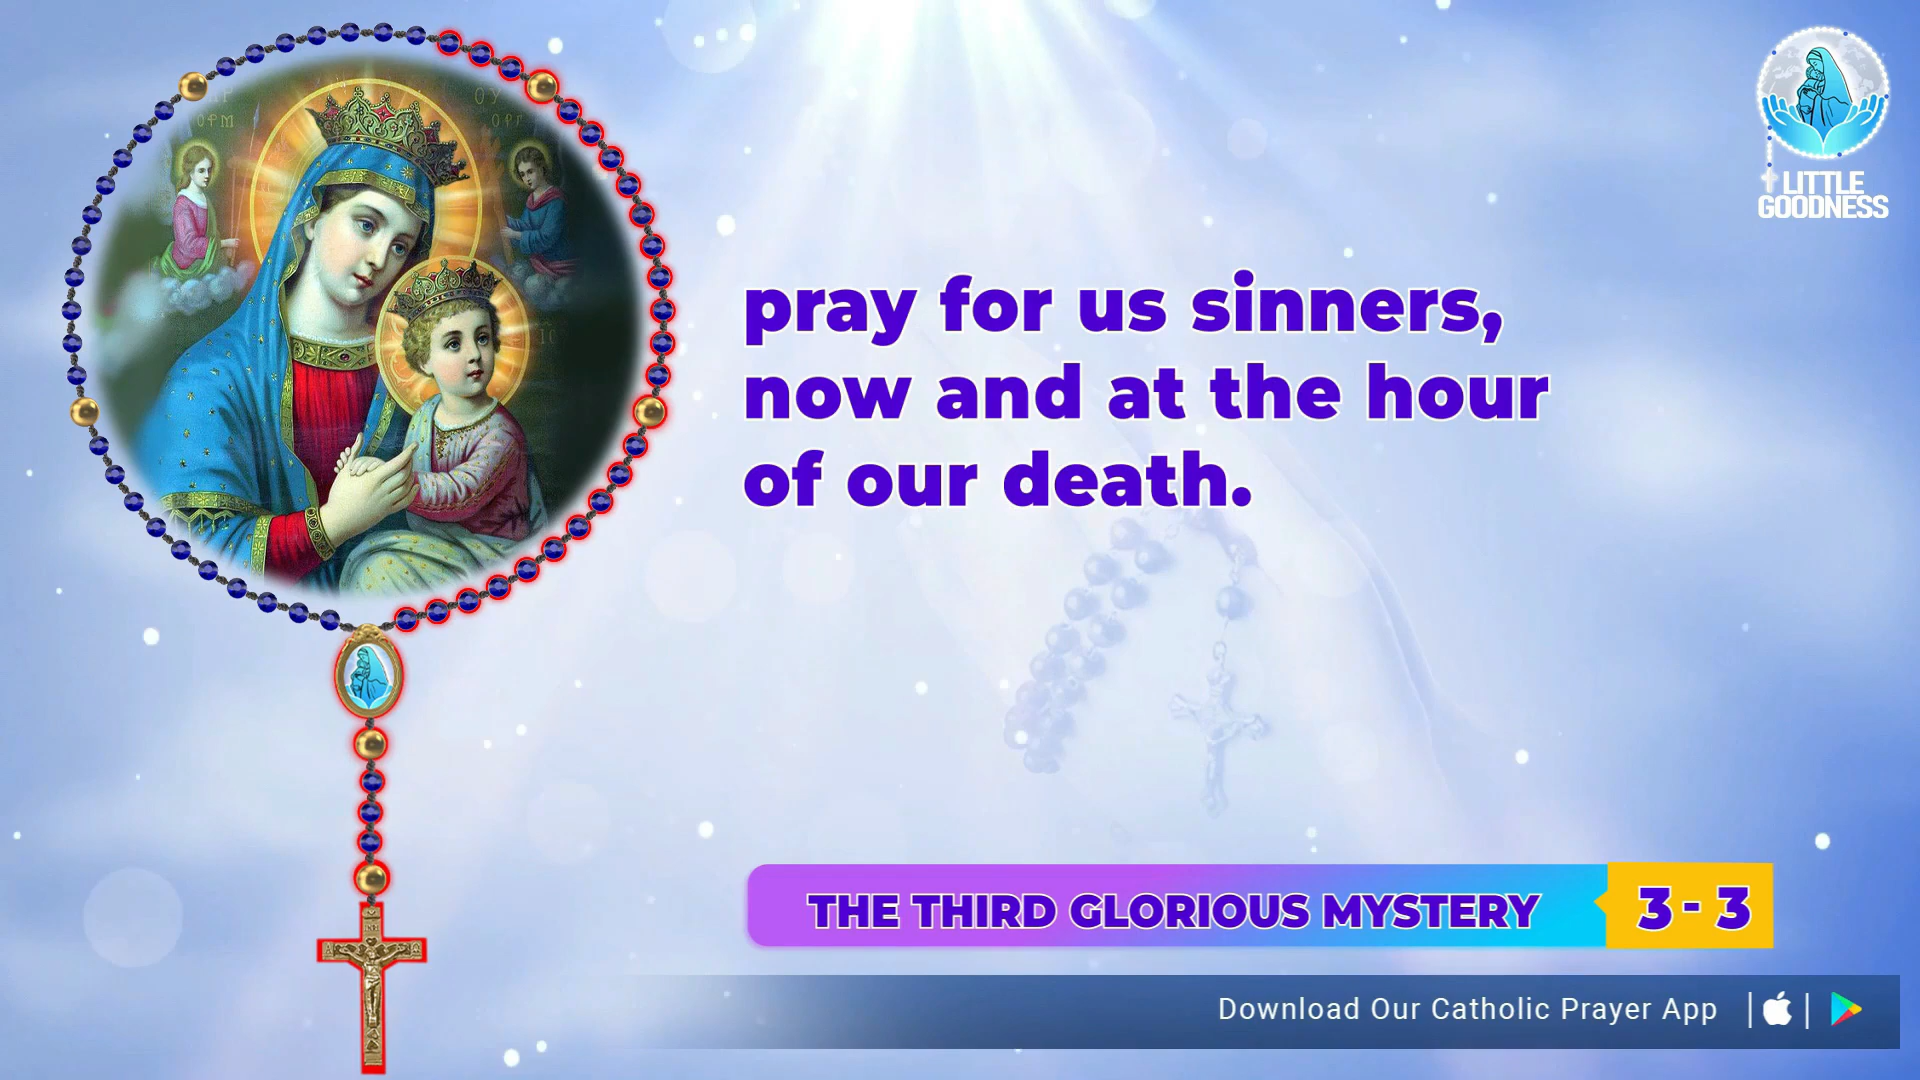 LITTLE
GOODNESS
pray for us sinners,
now and at the hour
of our death.
THE THIRD GLORIOUS MYSTERY
3 - 3
Download Our Catholic Prayer App